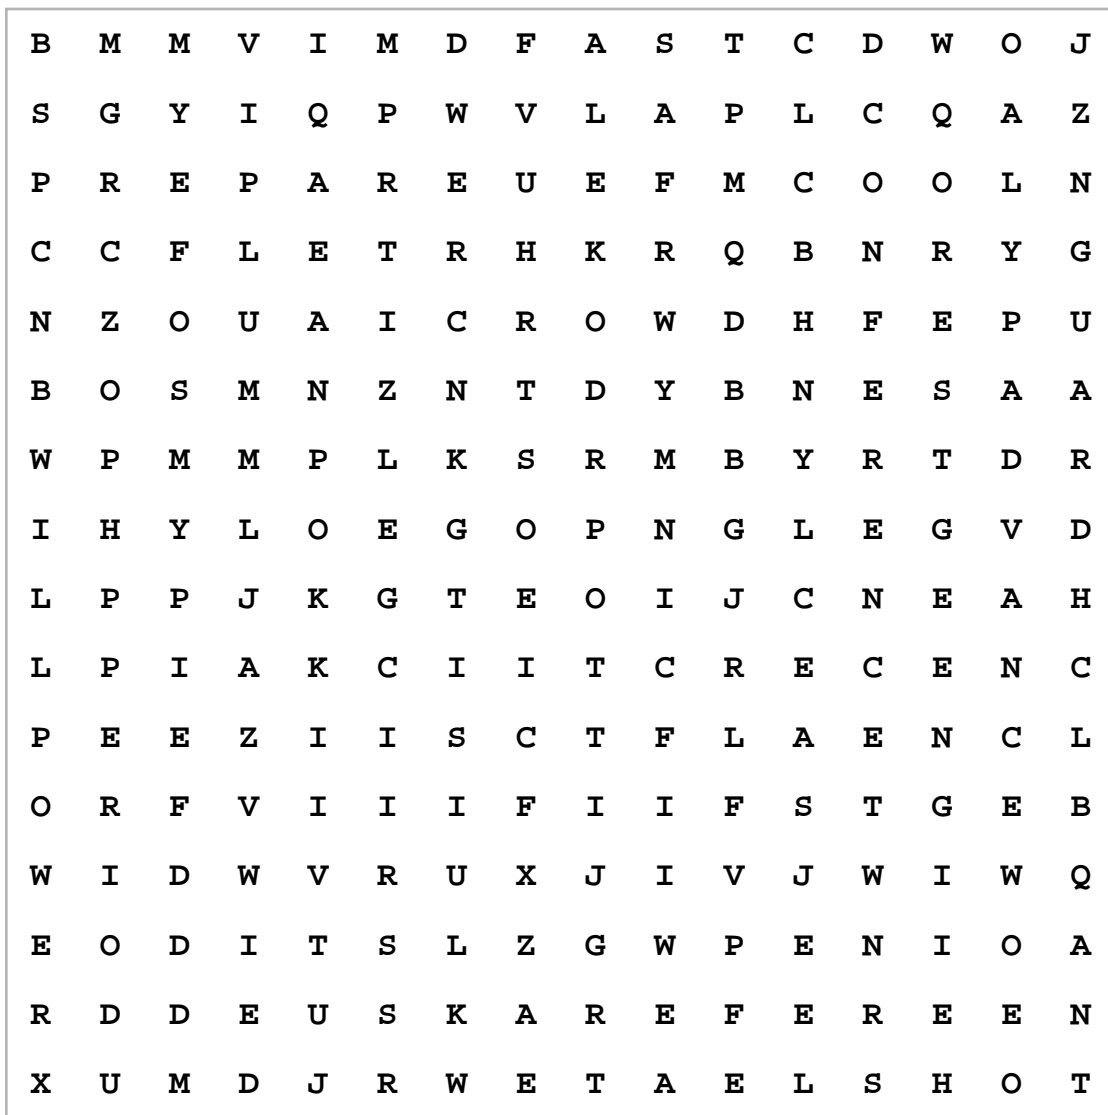 B M M V I M D F A S T C D W O J
S G Y I Q P W V L A P L C Q A Z
P R E P A R E U E F M C O O L N
C C F L E T R H K R Q B N R Y G
N Z O U A I C R O W D H F E P U
B O S M N Z N T D Y B N E S A A
W P M M P L K S R M B Y R T D R
I H Y L O E G O P N G L E G V D
L P P J K G T E O I J C N E A H
L P I A K C I I T C R E C E N C
P E E Z I I S C T F L A E N C L
O R F V I I I F I I F S T G E B
W I D W V R U X J I V J W I W Q
E O D I T S L Z G W P E N I O A
R D D E U S K A R E F E R E E N
X U M D J R W E T A E L S H O T